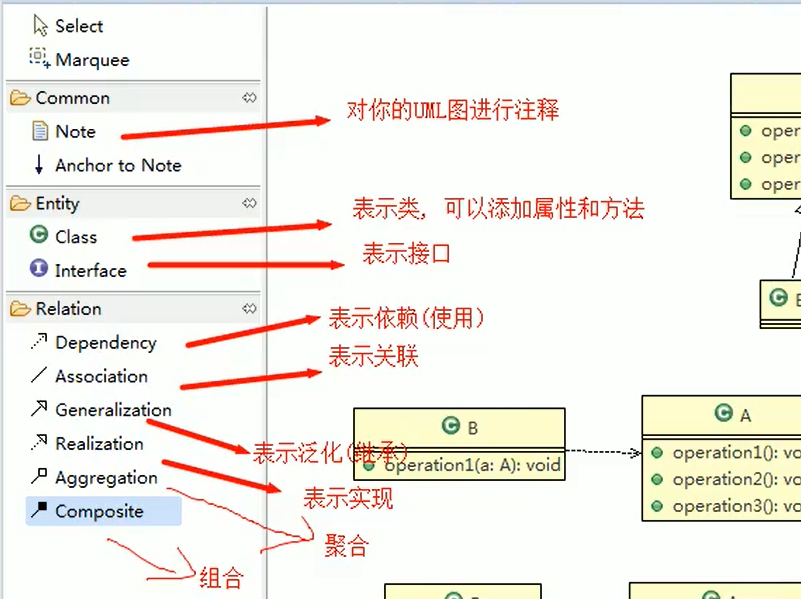 Select
Marquee
Common
Note
Anchor to Note
对你的UML图进行注释
Entity
Class
Interface
表示类, 可以添加属性和方法
表示接口
Relation
Dependency
Association
Generalization
Realization
Aggregation
Composite
表示依赖(使用)
表示关联
表示泛化(继承)
表示实现
聚合
组合
oper
oper
oper
E
B
operation1(a: A): void
A
operation1(): vo
operation2(): vo
operation3(): vo